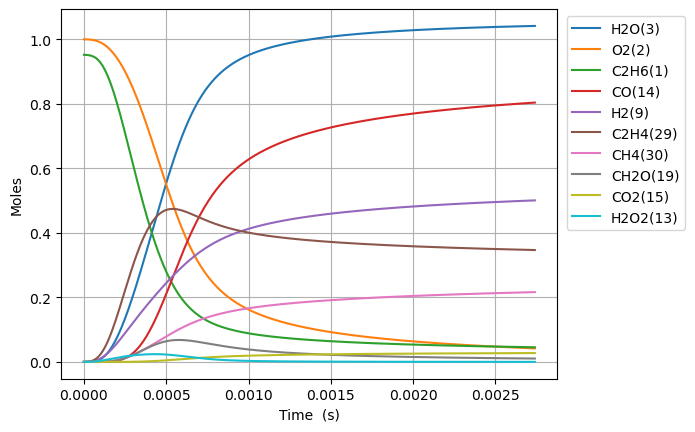 1.0
0.8
0.6
0.4
0.2
0.0
Moles
0.0000
0.0005
0.0010
0.0015
0.0020
0.0025
Time  (s)
H2O(3)
O2(2)
C2H6(1)
CO(14)
H2(9)
C2H4(29)
CH4(30)
CH2O(19)
CO2(15)
H2O2(13)